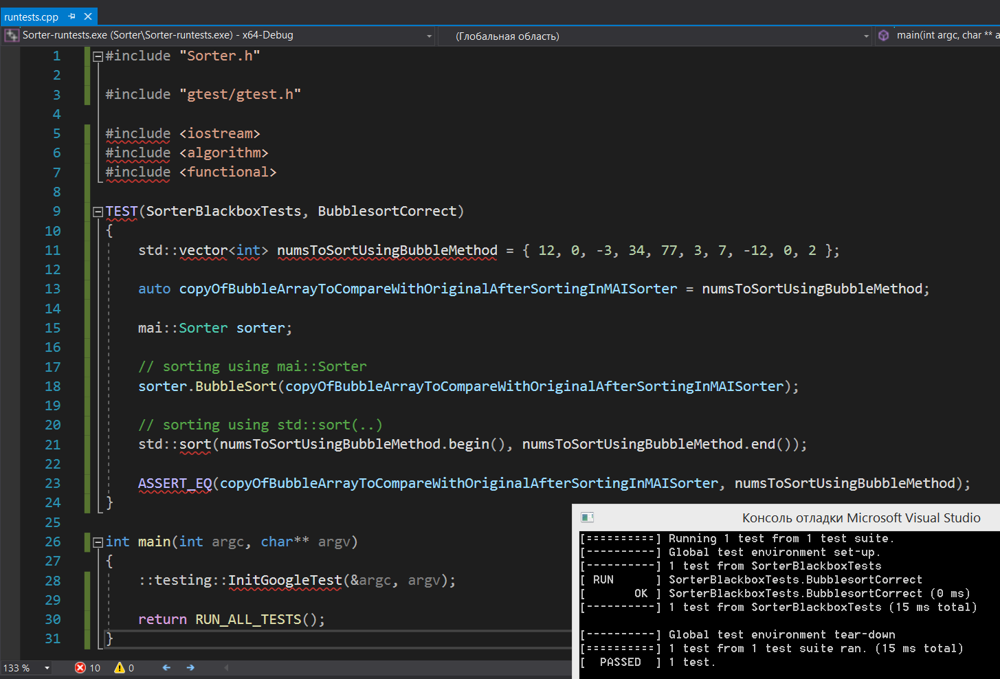 runtests.cpp
Sorter-runtests.exe (Sorter\Sorter-runtests.exe) - x64-Debug
(Глобальная область)
main(int argc, char ** a
1 #include "Sorter.h"
2
3 #include "gtest/gtest.h"
4
5 #include <iostream>
6 #include <algorithm>
7 #include <functional>
8
9 TEST(SorterBlackboxTests, BubblesortCorrect)
10 {
11 std::vector<int> numsToSortUsingBubbleMethod = { 12, 0, -3, 34, 77, 3, 7, -12, 0, 2 };
12
13 auto copyOfBubbleArrayToCompareWithOriginalAfterSortingInMAISorter = numsToSortUsingBubbleMethod;
14
15 mai::Sorter sorter;
16
17 // sorting using mai::Sorter
18 sorter.BubbleSort(copyOfBubbleArrayToCompareWithOriginalAfterSortingInMAISorter);
19
20 // sorting using std::sort(..)
21 std::sort(numsToSortUsingBubbleMethod.begin(), numsToSortUsingBubbleMethod.end());
22
23 ASSERT_EQ(copyOfBubbleArrayToCompareWithOriginalAfterSortingInMAISorter, numsToSortUsingBubbleMethod);
24 }
25
26 int main(int argc, char** argv)
27 {
28 ::testing::InitGoogleTest(&argc, argv);
29
30 return RUN_ALL_TESTS();
31 }
133 %
10
0
Консоль отладки Microsoft Visual Studio
[==========] Running 1 test from 1 test suite.
[----------] Global test environment set-up.
[----------] 1 test from SorterBlackboxTests
[ RUN      ] SorterBlackboxTests.BubblesortCorrect
[       OK ] SorterBlackboxTests.BubblesortCorrect (0 ms)
[----------] 1 test from SorterBlackboxTests (15 ms total)
[----------] Global test environment tear-down
[==========] 1 test from 1 test suite ran. (15 ms total)
[  PASSED  ] 1 test.